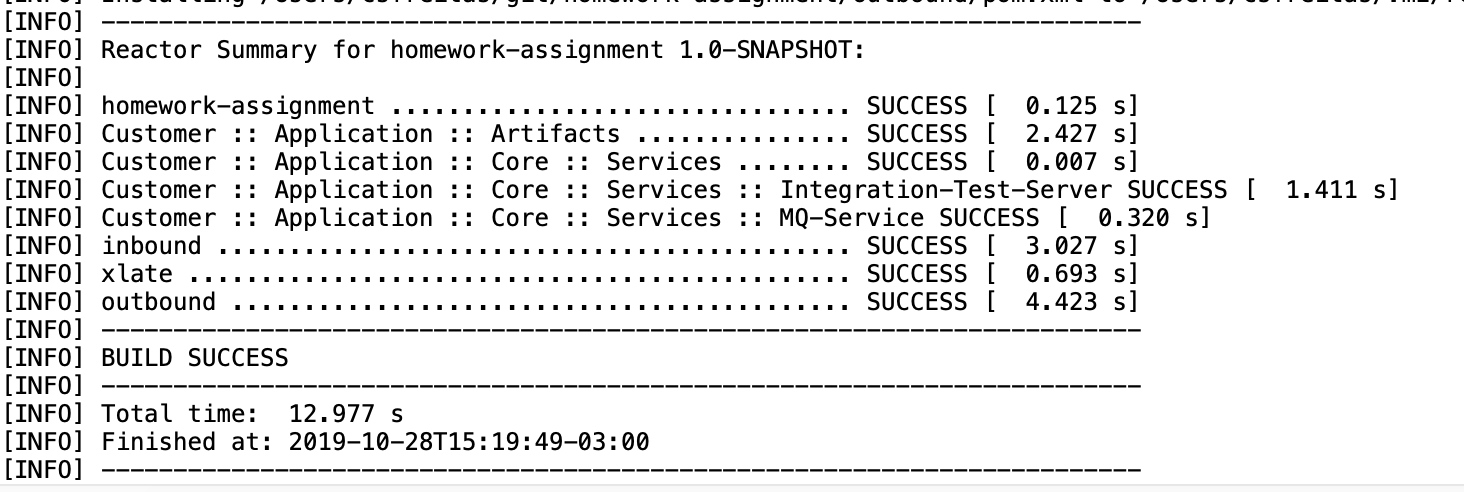 [INFO] Installing /Users/
[INFO] ------------------------------------------------------------------------
[INFO] Reactor Summary for homework-assignment 1.0-SNAPSHOT:
[INFO]
[INFO] homework-assignment ................................ SUCCESS [  0.125 s]
[INFO] Customer :: Application :: Artifacts ............... SUCCESS [  2.427 s]
[INFO] Customer :: Application :: Core :: Services ........ SUCCESS [  0.007 s]
[INFO] Customer :: Application :: Core :: Services :: Integration-Test-Server SUCCESS [  1.411 s]
[INFO] Customer :: Application :: Core :: Services :: MQ-Service SUCCESS [  0.320 s]
[INFO] inbound ............................................ SUCCESS [  3.027 s]
[INFO] xlate .............................................. SUCCESS [  0.693 s]
[INFO] outbound ........................................... SUCCESS [  4.423 s]
[INFO] ------------------------------------------------------------------------
[INFO] BUILD SUCCESS
[INFO] ------------------------------------------------------------------------
[INFO] Total time:  12.977 s
[INFO] Finished at: 2019-10-28T15:19:49-03:00
[INFO] ------------------------------------------------------------------------